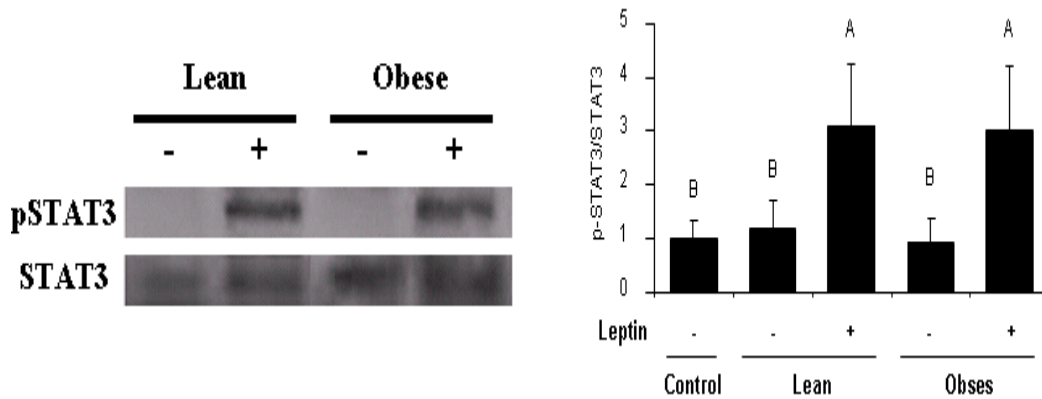 Lean Obese
- + - +
pSTAT3
STAT3
p-STAT3/STAT3
5
4
3
2
1
0
B B A B A
Leptin - - + - +
Control Lean Obses